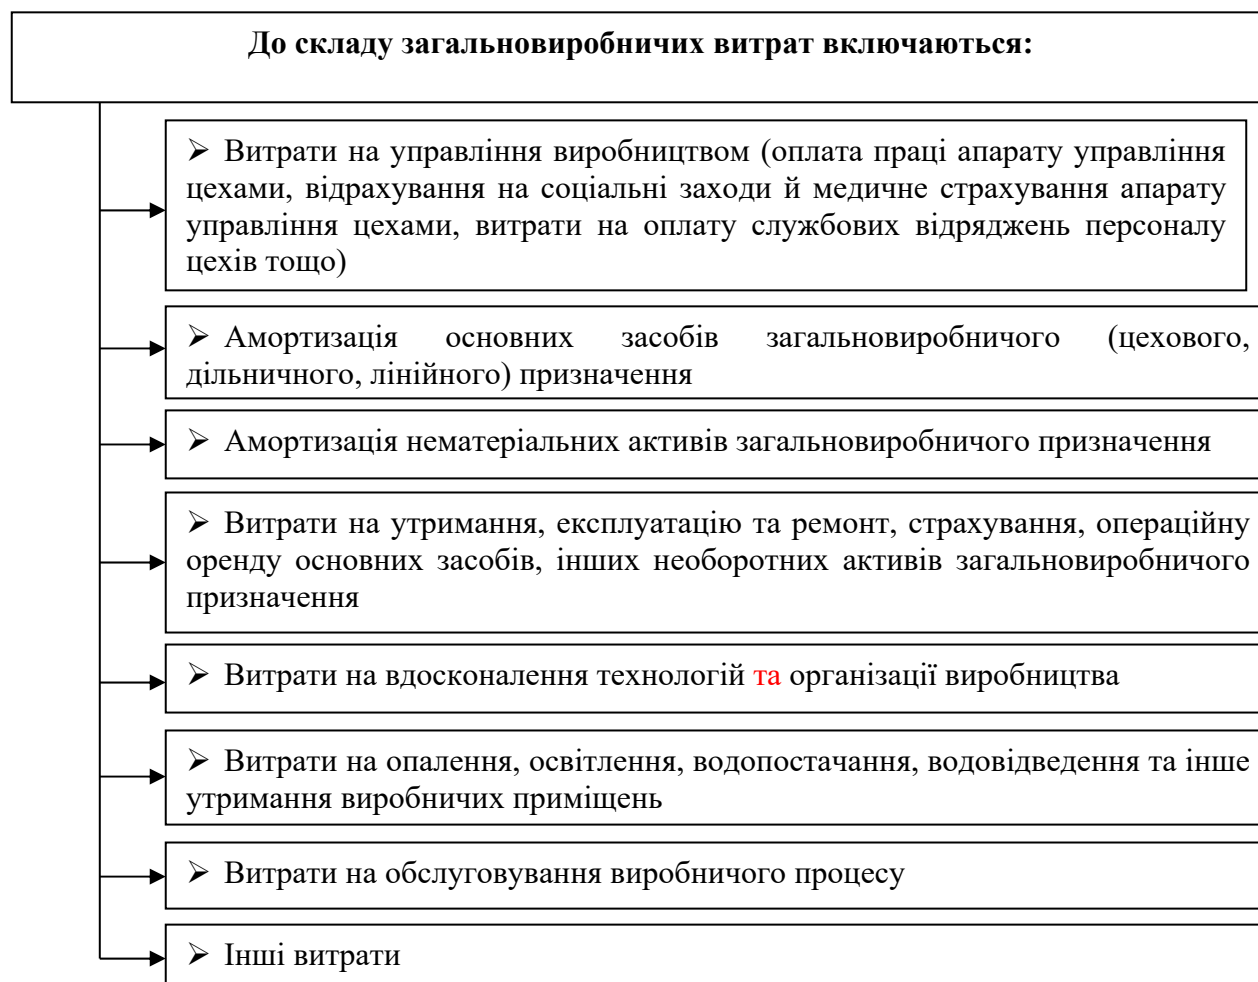 До складу загальновиробничих витрат включаються:
➢ Витрати на управління виробництвом (оплата праці апарату управління
цехами, відрахування на соціальні заходи й медичне страхування апарату
управління цехами, витрати на оплату службових відряджень персоналу
цехів тощо)
➢ Амортизація основних засобів загальновиробничого (цехового,
дільничного, лінійного) призначення
➢ Амортизація нематеріальних активів загальновиробничого призначення
➢ Витрати на утримання, експлуатацію та ремонт, страхування, операційну
оренду основних засобів, інших необоротних активів загальновиробничого
призначення
➢ Витрати на вдосконалення технологій та організації виробництва
➢ Витрати на опалення, освітлення, водопостачання, водовідведення та інше
утримання виробничих приміщень
➢ Витрати на обслуговування виробничого процесу
➢ Інші витрати